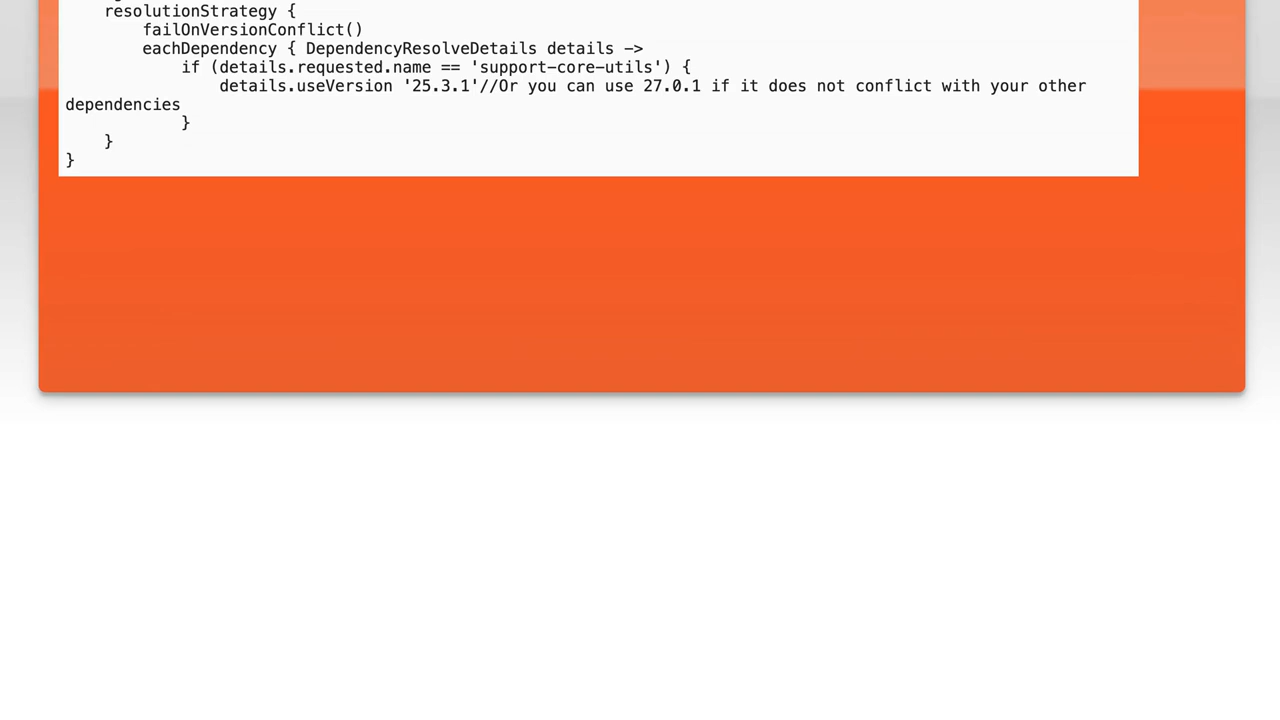 resolutionStrategy {
failOnVersionConflict()
eachDependency { DependencyResolveDetails details ->
if (details.requested.name == 'support-core-utils') {
details.useVersion '25.3.1'//Or you can use 27.0.1 if it does not conflict with your other
dependencies
}
}
}